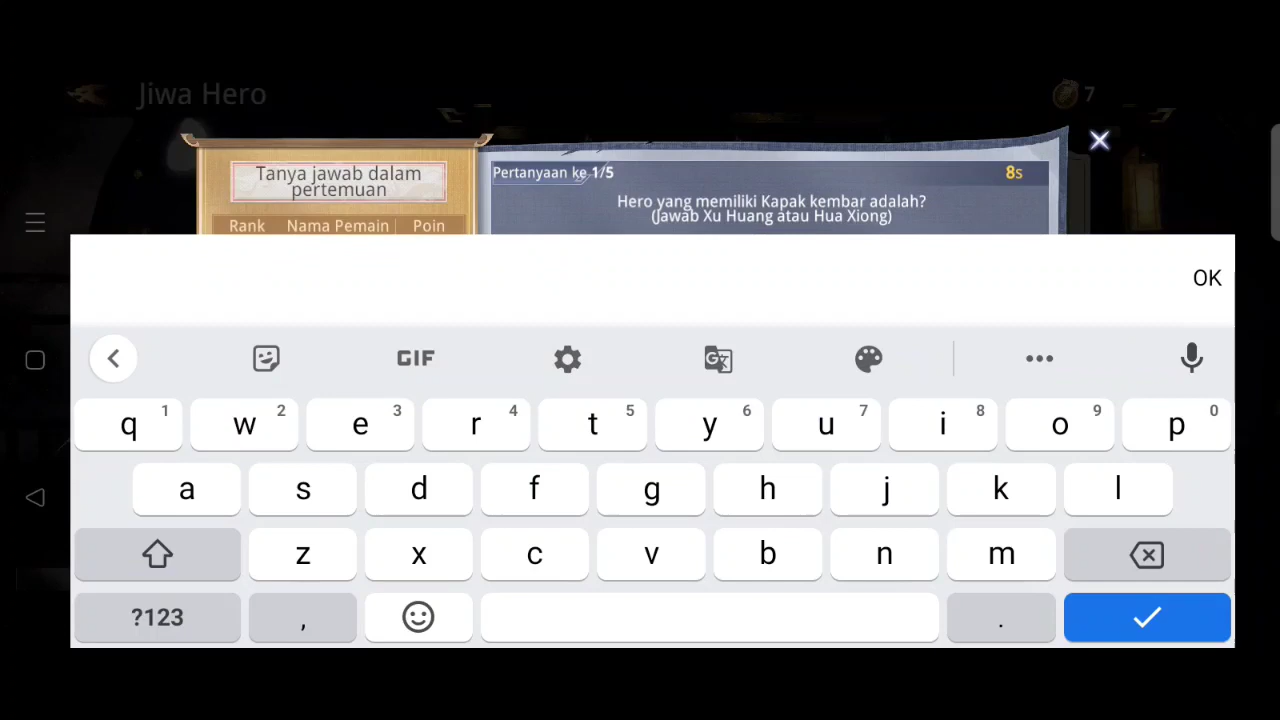 Jiwa Hero
7
Tanya jawab dalam
pertemuan
Rank Nama Pemain Poin
Pertanyaan ke 1/5
8s
Hero yang memiliki Kapak kembar adalah?
(Jawab Xu Huang atau Hua Xiong)
OK
GIF
q 1 w 2 e 3 r 4 t 5 y 6 u 7 i 8 o 9 p 0
a s d f g h j k l
z x c v b n m
?123 , .